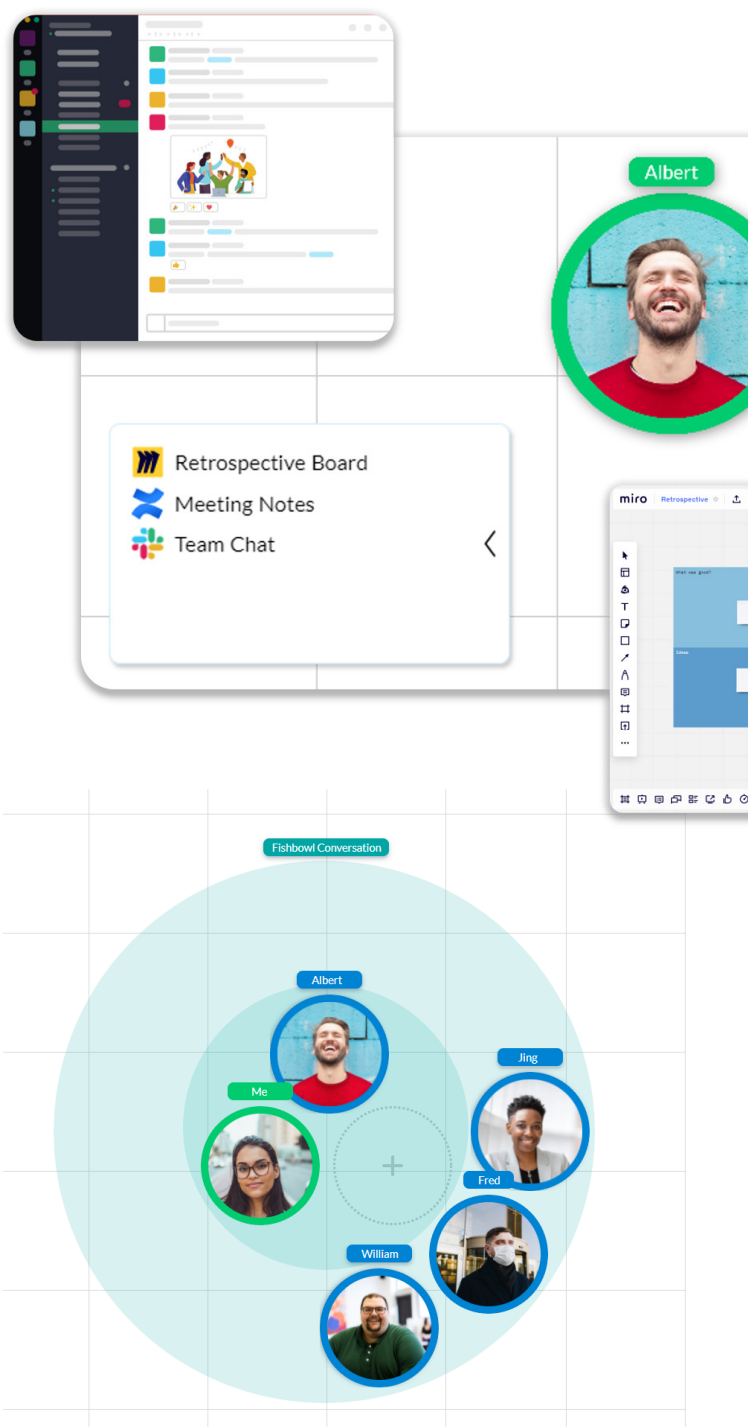 Albert
Retrospective Board
Meeting Notes
Team Chat
miro
Retrospective
What was good?
Ideas
Fishbowl Conversation
Albert
Jing
Me
Fred
William